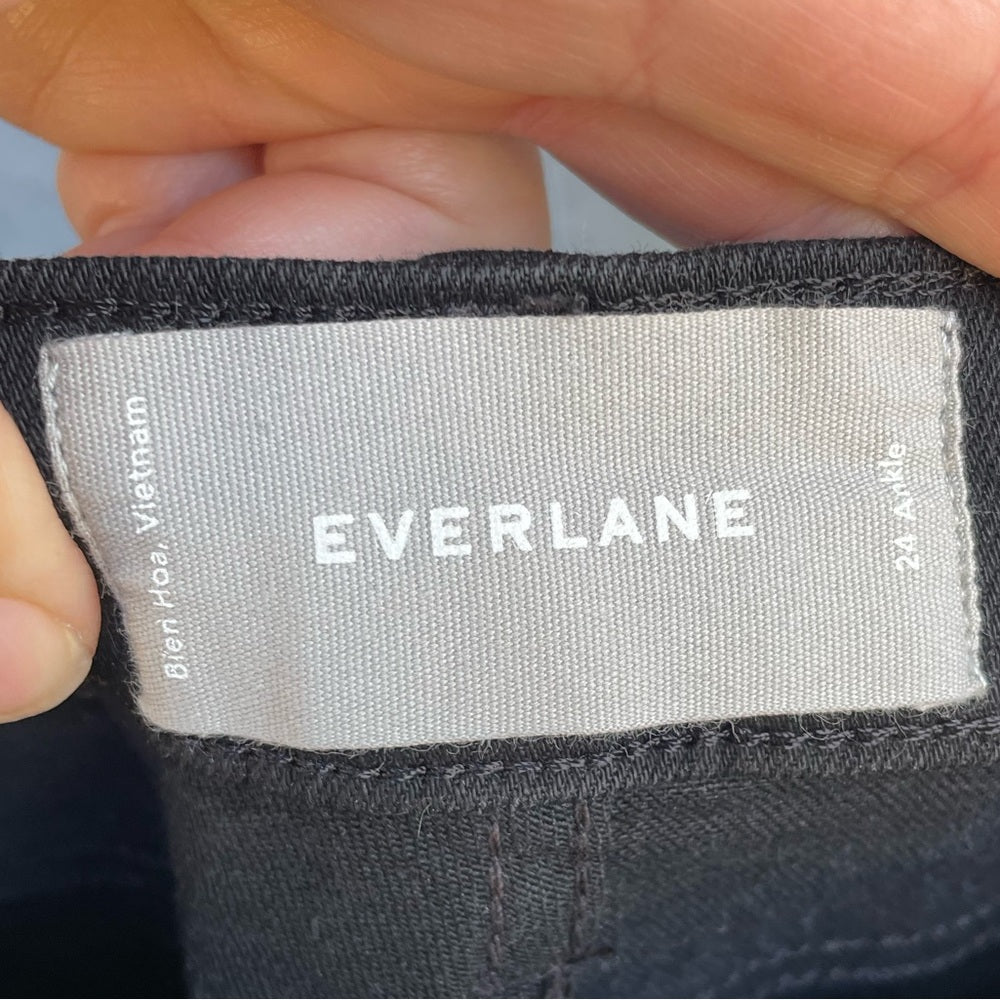 Bien Hoa, Vietnam
EVERLANE
24 Ankle